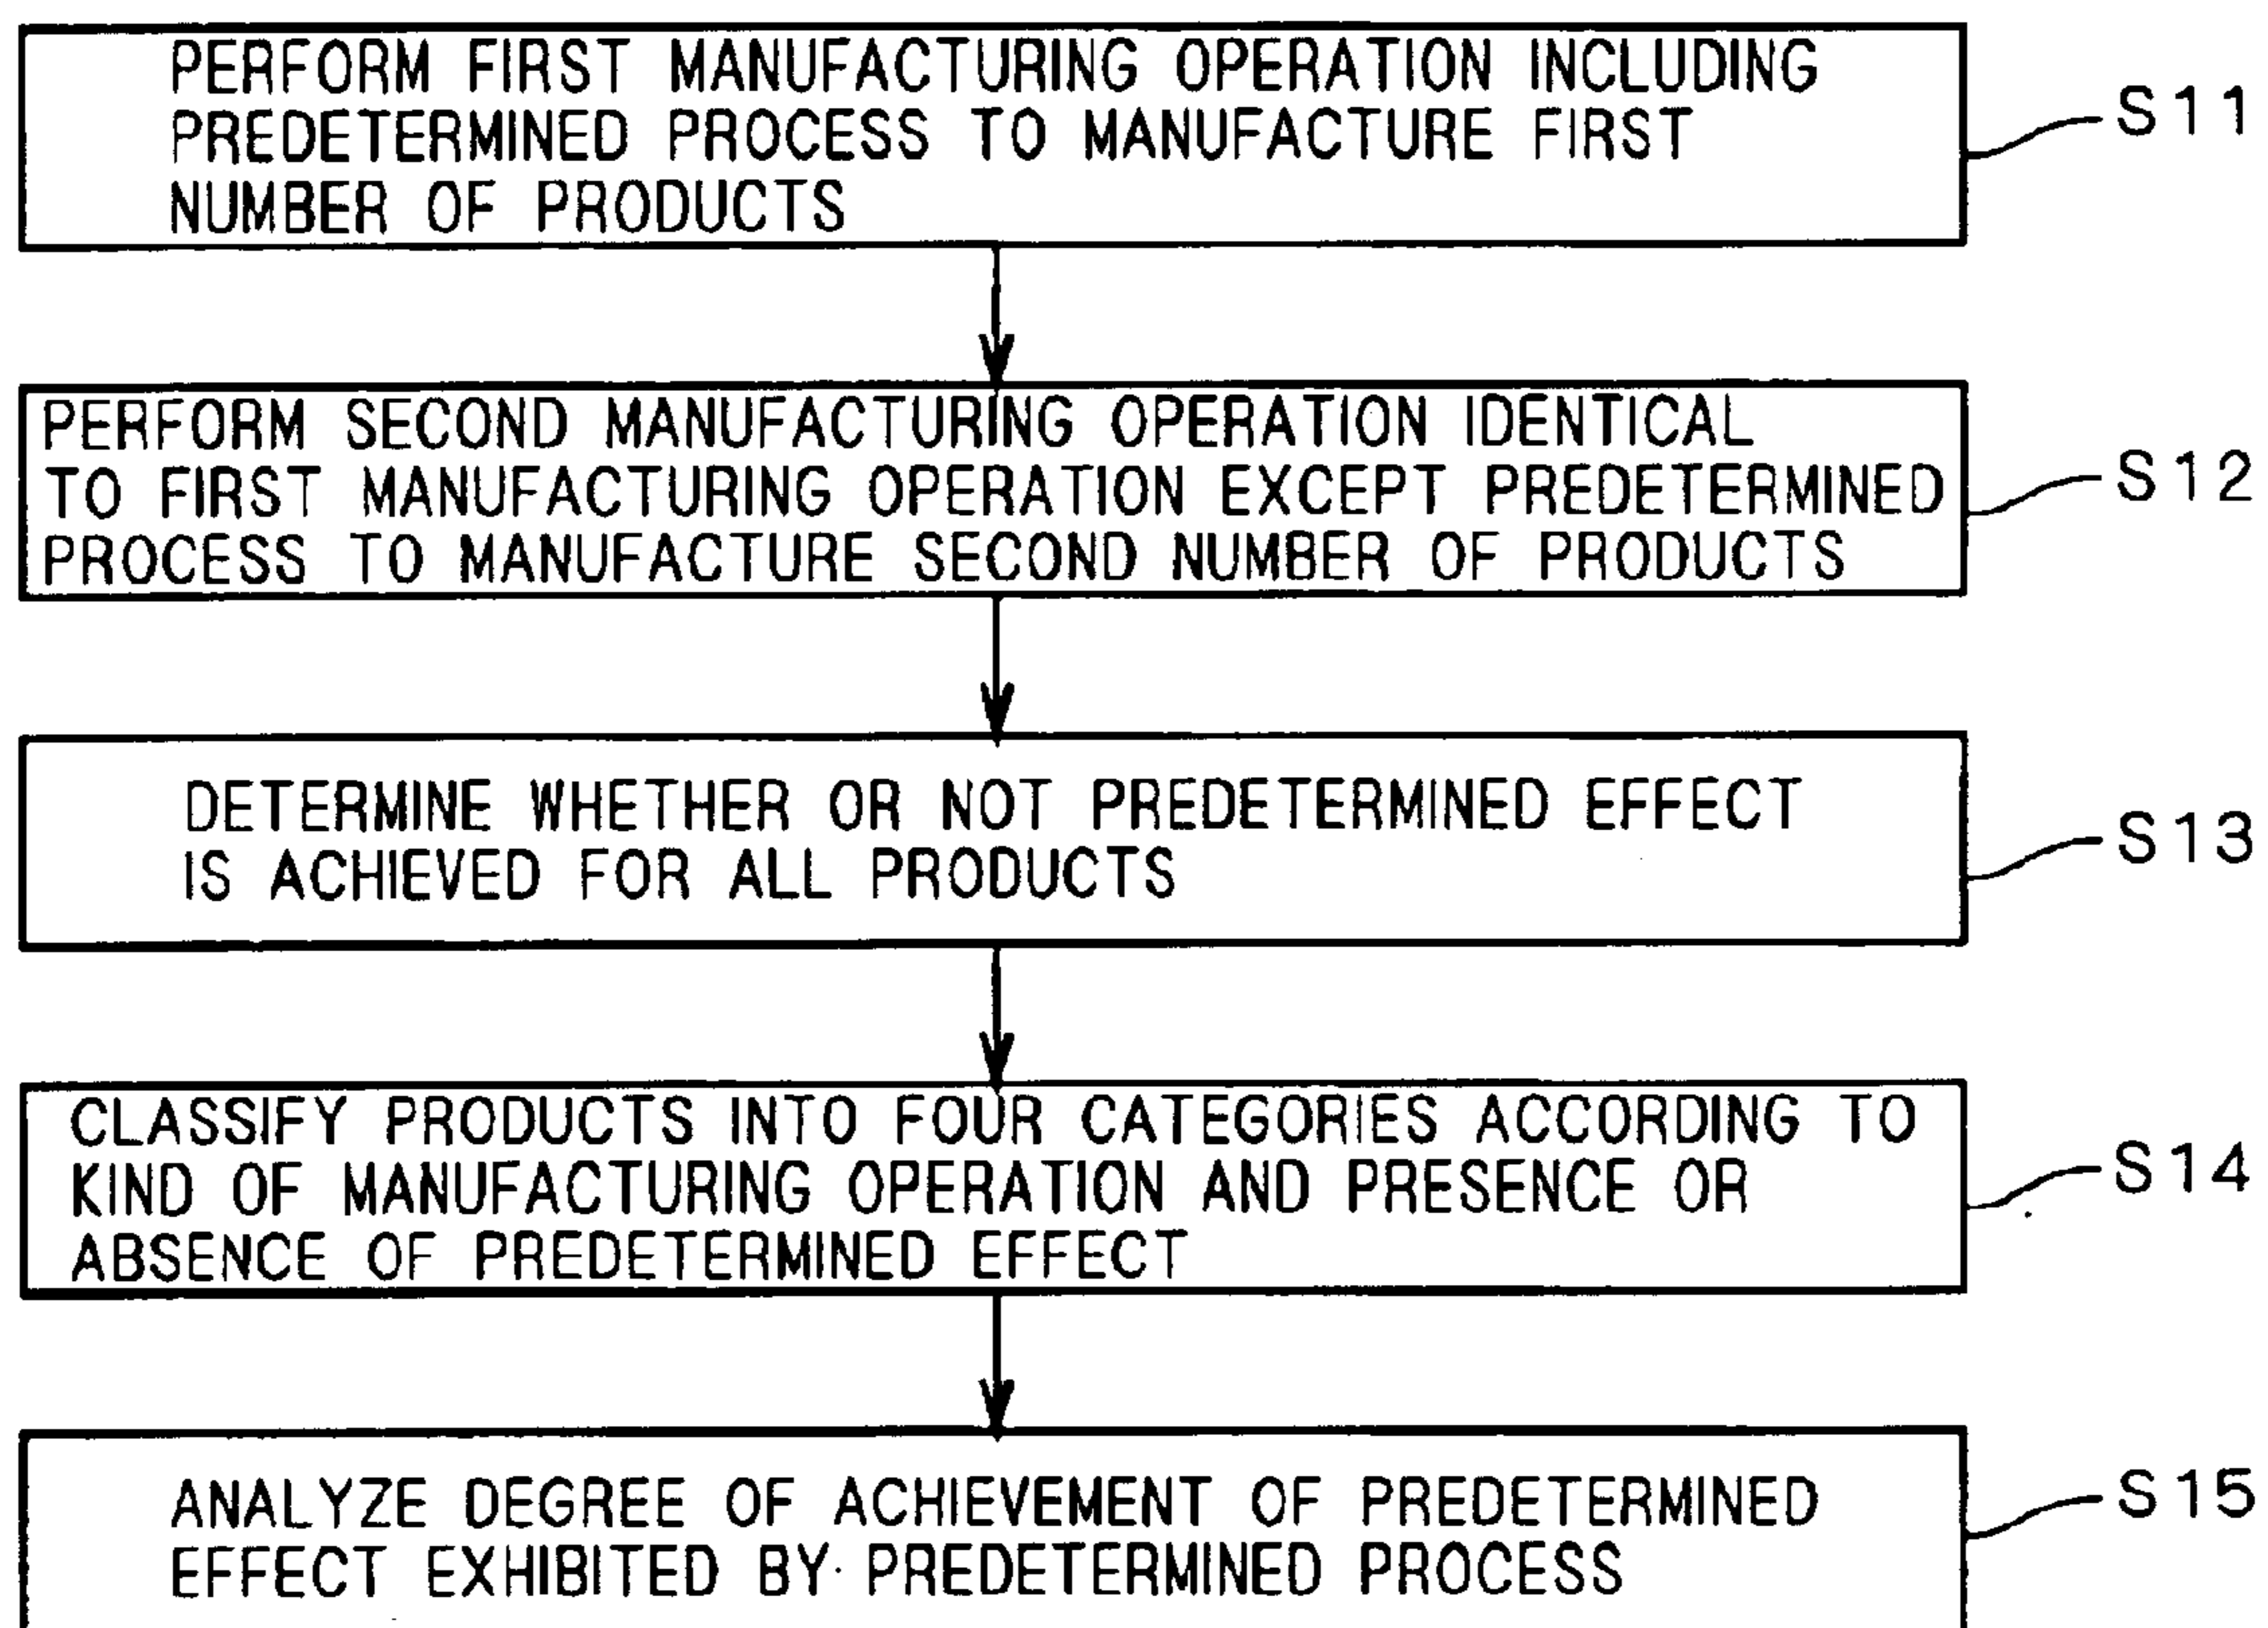 PERFORM FIRST MANUFACTURING OPERATION INCLUDING
PREDETERMINED PROCESS TO MANUFACTURE FIRST
NUMBER OF PRODUCTS
S11
PERFORM SECOND MANUFACTURING OPERATION IDENTICAL
TO FIRST MANUFACTURING OPERATION EXCEPT PREDETERMINED
PROCESS TO MANUFACTURE SECOND NUMBER OF PRODUCTS
S12
DETERMINE WHETHER OR NOT PREDETERMINED EFFECT
IS ACHIEVED FOR ALL PRODUCTS
S13
CLASSIFY PRODUCTS INTO FOUR CATEGORIES ACCORDING TO
KIND OF MANUFACTURING OPERATION AND PRESENCE OR
ABSENCE OF PREDETERMINED EFFECT
S14
ANALYZE DEGREE OF ACHIEVEMENT OF PREDETERMINED
EFFECT EXHIBITED BY PREDETERMINED PROCESS
S15